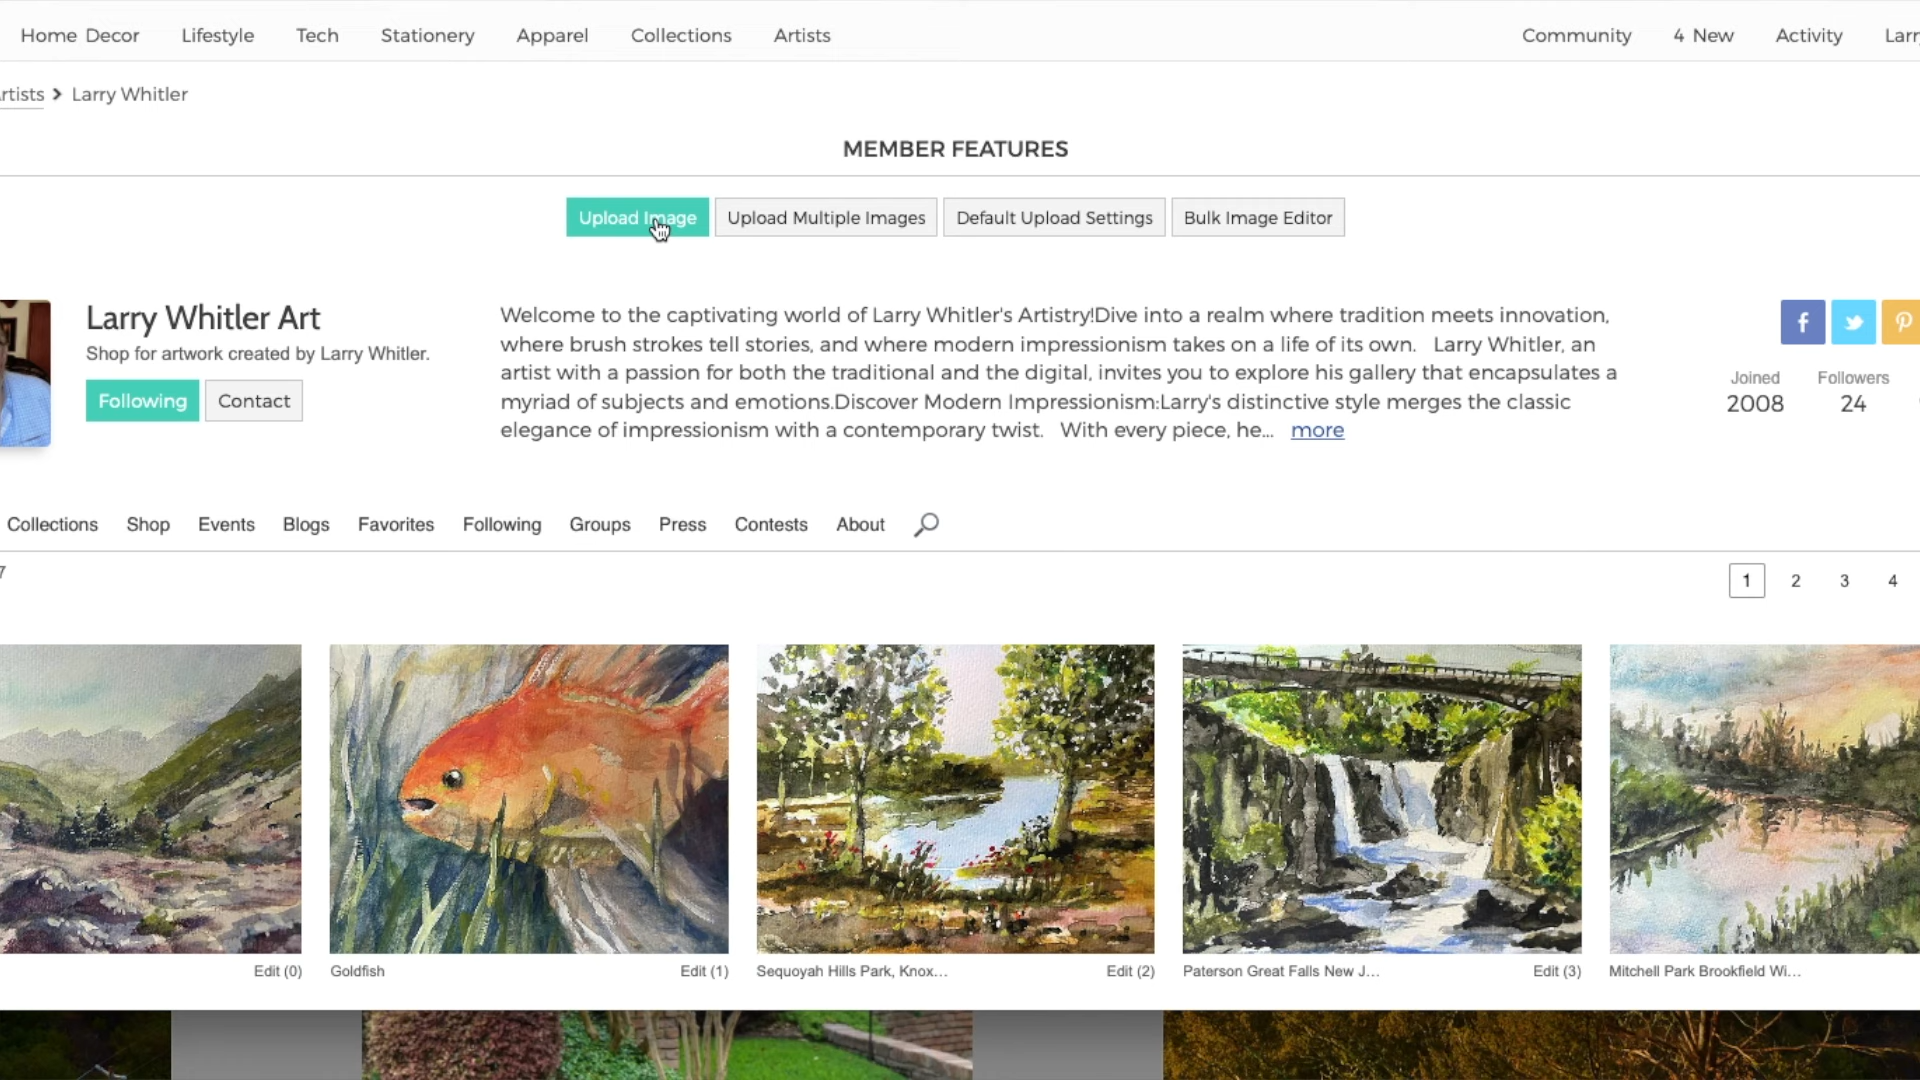 Home Decor Lifestyle Tech Stationery Apparel Collections Artists Community 4 New Activity Larr
rtists > Larry Whitler
MEMBER FEATURES
Upload Image Upload Multiple Images Default Upload Settings Bulk Image Editor
Larry Whitler Art
Shop for artwork created by Larry Whitler.
Following Contact
Welcome to the captivating world of Larry Whitler's Artistry!Dive into a realm where tradition meets innovation,
where brush strokes tell stories, and where modern impressionism takes on a life of its own. Larry Whitler, an
artist with a passion for both the traditional and the digital, invites you to explore his gallery that encapsulates a
myriad of subjects and emotions.Discover Modern Impressionism:Larry's distinctive style merges the classic
elegance of impressionism with a contemporary twist. With every piece, he... more
Joined Followers
2008 24
Collections Shop Events Blogs Favorites Following Groups Press Contests About
7
1 2 3 4
Edit (0) Goldfish Edit (1) Sequoyah Hills Park, Knox... Edit (2) Paterson Great Falls New J... Edit (3) Mitchell Park Brookfield Wi...